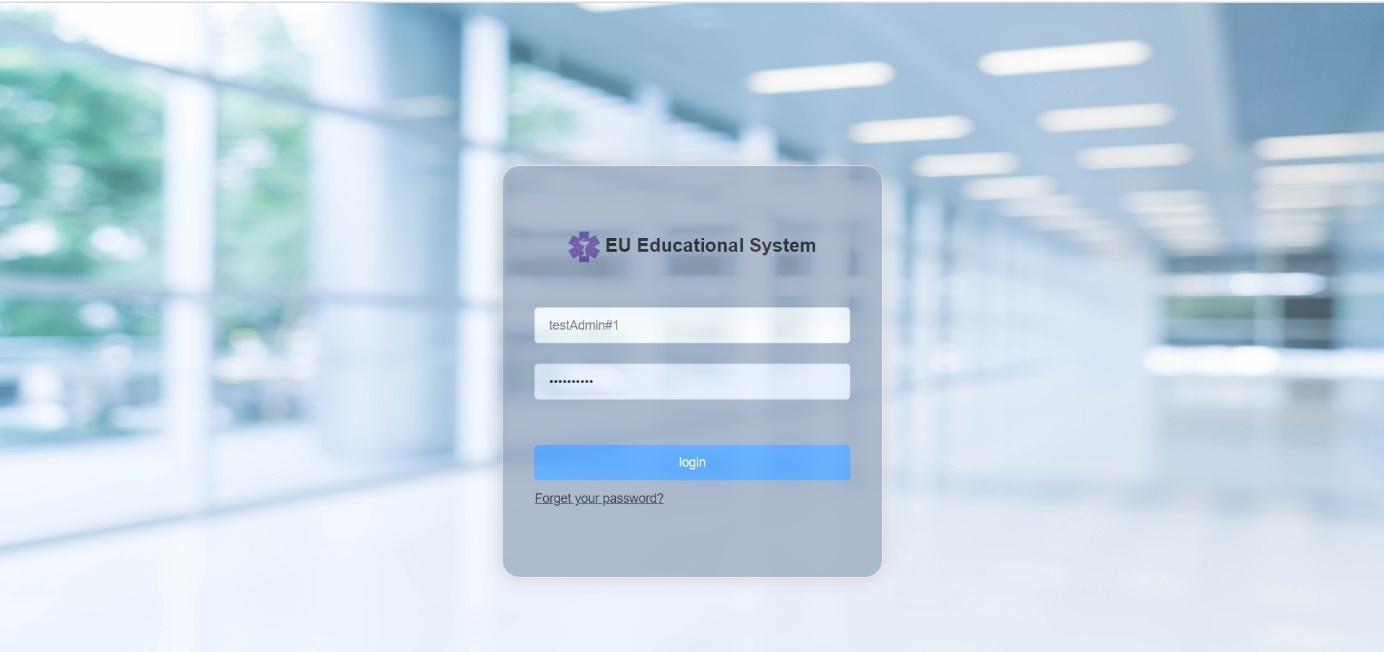 EU Educational System
testAdmin#1
••••••••••
login
Forget your password?